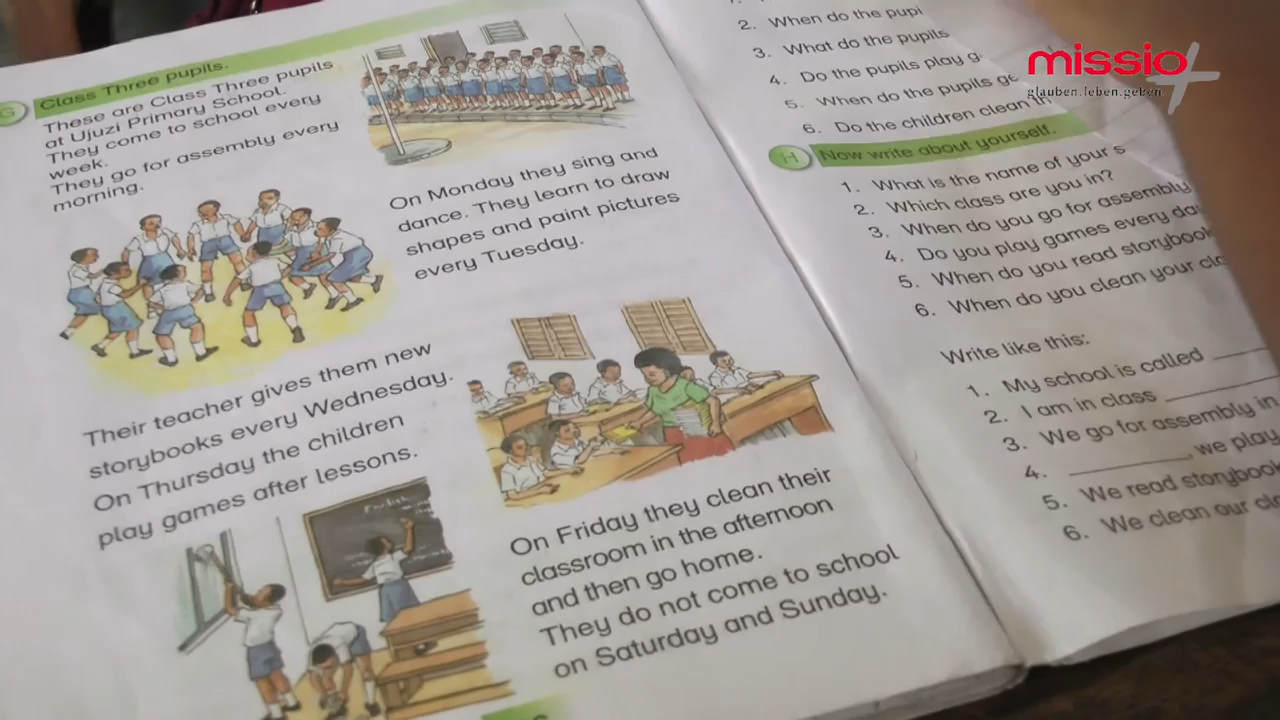 G
Class Three pupils.
These are Class Three pupils
at Ujuzi Primary School.
They come to school every
week.
They go for assembly every
morning.
On Monday they sing and
dance. They learn to draw
shapes and paint pictures
every Tuesday.
Their teacher gives them new
storybooks every Wednesday.
On Thursday the children
play games after lessons.
On Friday they clean their
classroom in the afternoon
and then go home.
They do not come to school
on Saturday and Sunday.
2. When do the pupi
3. What do the pupils
4. Do the pupils play g
5. When do the pupils ge
6. Do the children clean th
H
Now write about yourself.
1. What is the name of your s
2. Which class are you in?
3. When do you go for assembly
4. Do you play games every da
5. When do you read storybook
6. When do you clean your cla
Write like this:
1. My school is called
2. I am in class
3. We go for assembly in
4. ________, we play
5. We read storybook
6. We clean our cl
missio
glauben.leben.geben.